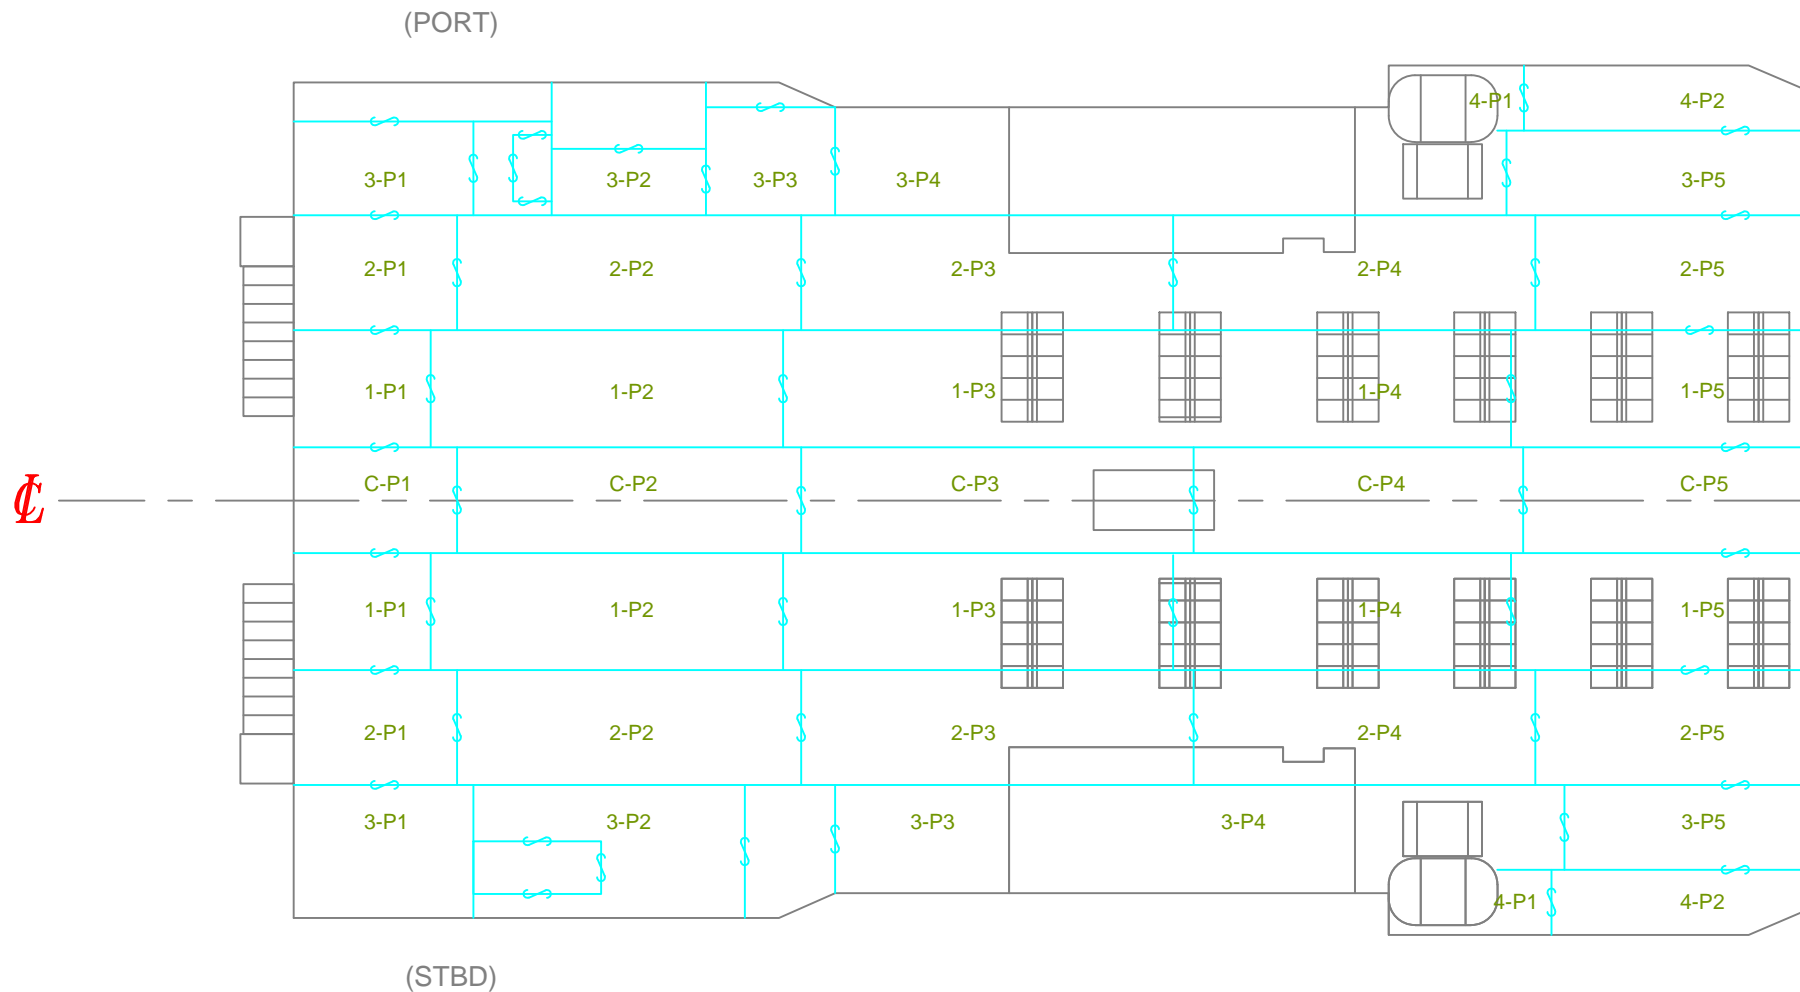 (PORT)
4-P1 4-P2
3-P1 3-P2 3-P3 3-P4 3-P5
2-P1 2-P2 2-P3 2-P4 2-P5
1-P1 1-P2 1-P3 1-P4 1-P5
℄ C-P1 C-P2 C-P3 C-P4 C-P5
1-P1 1-P2 1-P3 1-P4 1-P5
2-P1 2-P2 2-P3 2-P4 2-P5
3-P1 3-P2 3-P3 3-P4 3-P5
4-P1 4-P2
(STBD)